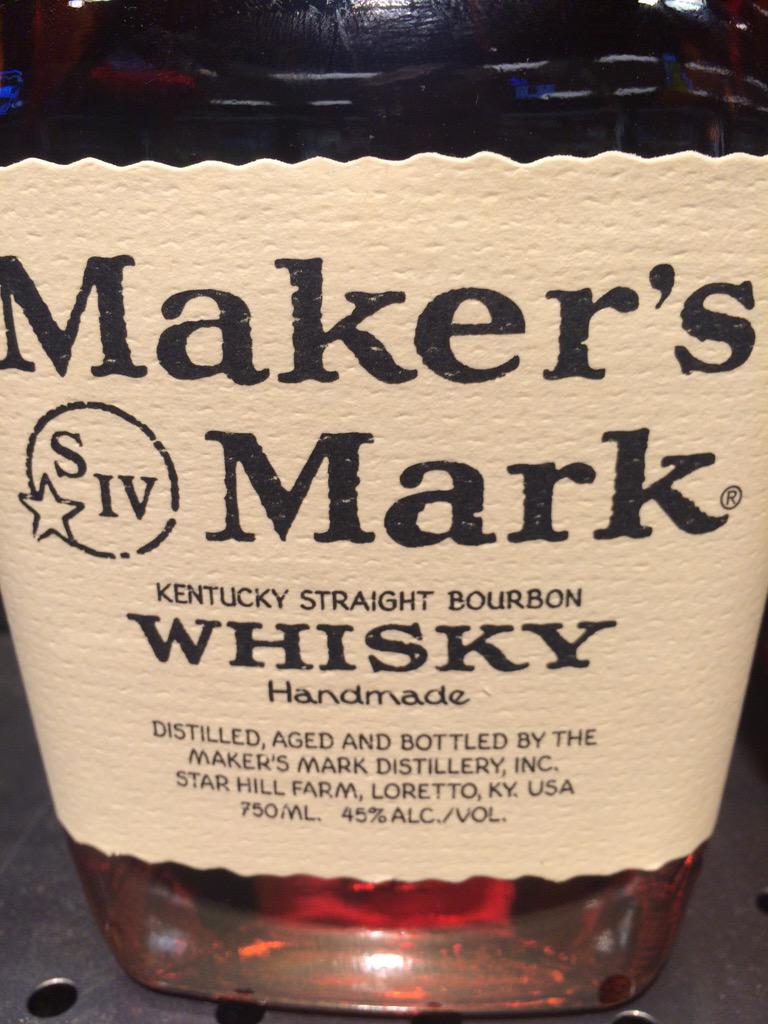 Maker's
S IV Mark®
KENTUCKY STRAIGHT BOURBON
WHISKY
Handmade
DISTILLED, AGED AND BOTTLED BY THE
MAKER'S MARK DISTILLERY, INC.
STAR HILL FARM, LORETTO, KY. USA
750ML. 45% ALC./VOL.